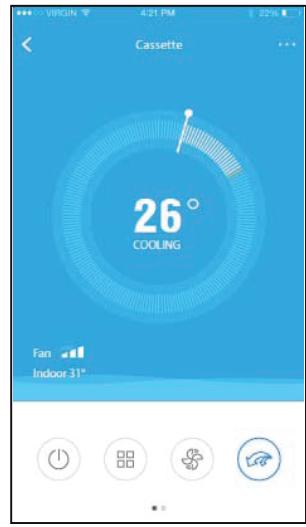 VIRGIN 4:21 PM 22%
Cassette
26°
COOLING
Fan
Indoor 31°